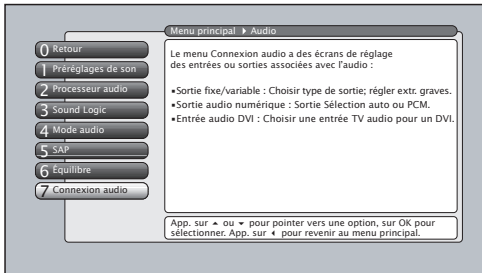 Menu principal ▸ Audio
0 Retour
1 Préréglages de son
2 Processeur audio
3 Sound Logic
4 Mode audio
5 SAP
6 Équilibre
7 Connexion audio
Le menu Connexion audio a des écrans de réglage
des entrées ou sorties associées avec l'audio :
▪Sortie fixe/variable : Choisir type de sortie; régler extr. graves.
▪Sortie audio numérique : Sortie Sélection auto ou PCM.
▪Entrée audio DVI : Choisir une entrée TV audio pour un DVI.
App. sur ▴ ou ▾ pour pointer vers une option, sur OK pour
sélectionner. App. sur ◂ pour revenir au menu principal.